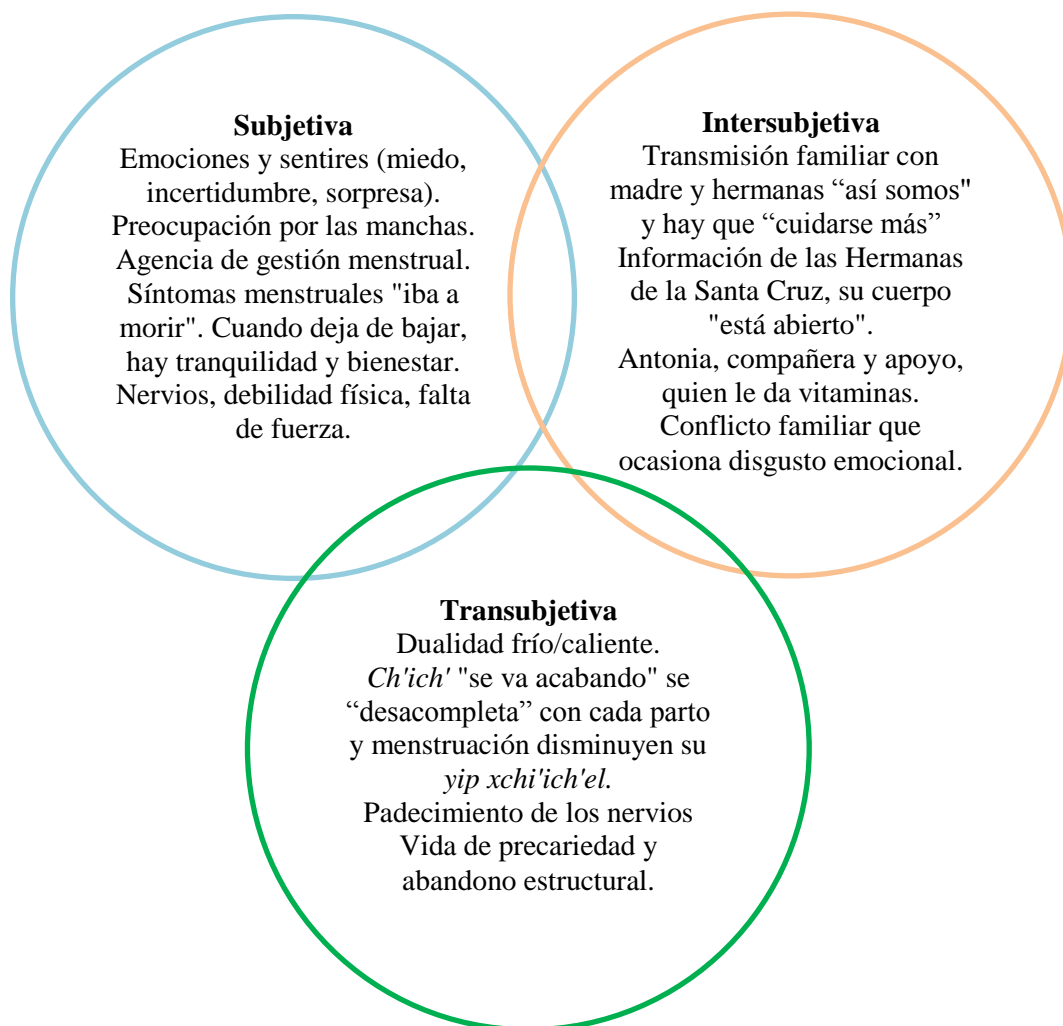 Subjetiva
Emociones y sentires (miedo,
incertidumbre, sorpresa).
Preocupación por las manchas.
Agencia de gestión menstrual.
Síntomas menstruales "iba a
morir". Cuando deja de bajar,
hay tranquilidad y bienestar.
Nervios, debilidad física, falta
de fuerza.
Intersubjetiva
Transmisión familiar con
madre y hermanas “así somos"
y hay que “cuidarse más”
Información de las Hermanas
de la Santa Cruz, su cuerpo
"está abierto".
Antonia, compañera y apoyo,
quien le da vitaminas.
Conflicto familiar que
ocasiona disgusto emocional.
Transubjetiva
Dualidad frío/caliente.
Ch'ich' "se va acabando" se
“desacompleta” con cada parto
y menstruación disminuyen su
yip xchi'ich'el.
Padecimiento de los nervios
Vida de precariedad y
abandono estructural.